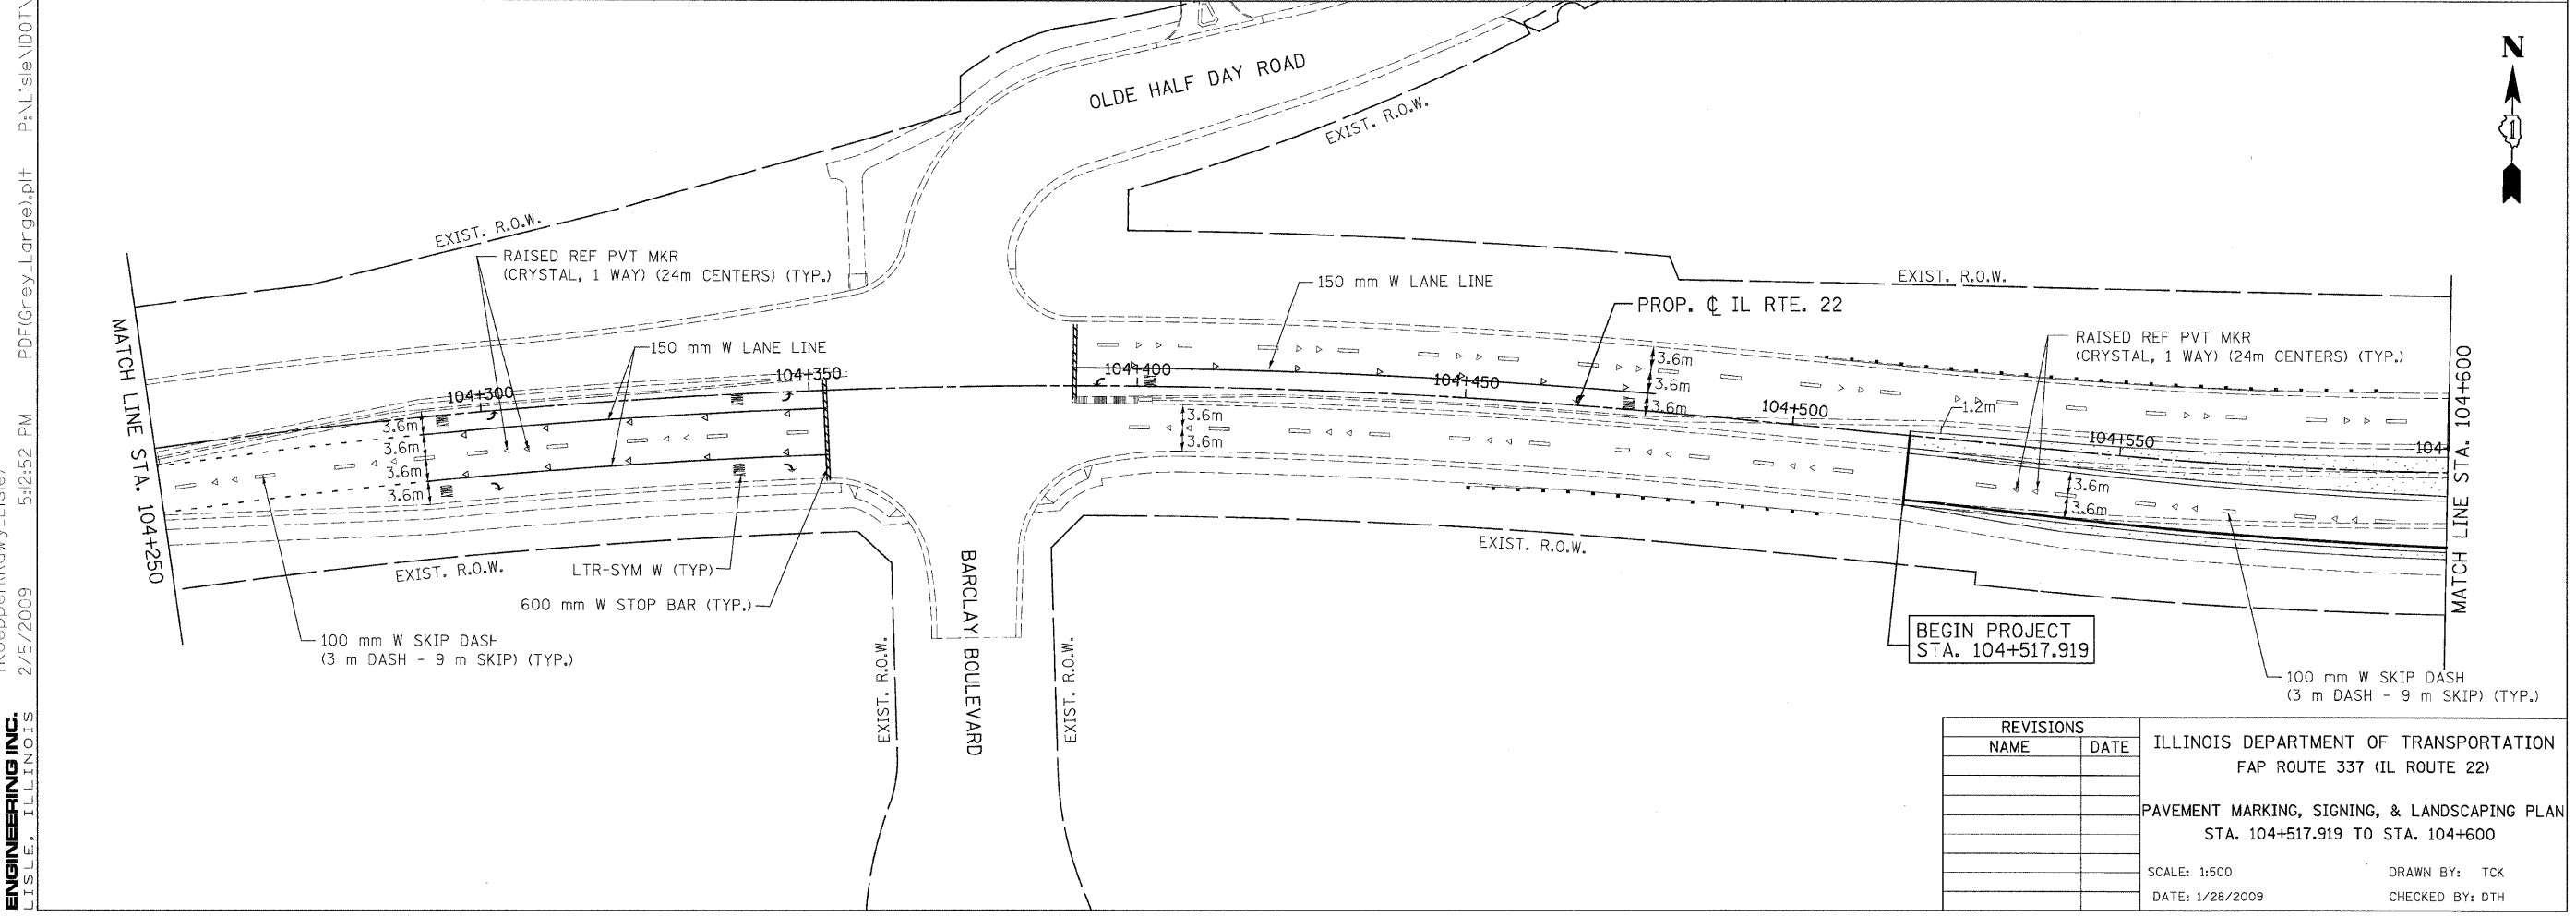 P:\Lisle\IDOT\
PDF(Grey_Large).plt
5:12:52 PM
2/5/2009
ENGINEERING INC.
LISLE, ILLINOIS
N
1
OLDE HALF DAY ROAD
EXIST. R.O.W.
EXIST. R.O.W.
RAISED REF PVT MKR
(CRYSTAL, 1 WAY) (24m CENTERS) (TYP.)
150 mm W LANE LINE
EXIST. R.O.W.
PROP. ℄ IL RTE. 22
RAISED REF PVT MKR
(CRYSTAL, 1 WAY) (24m CENTERS) (TYP.)
MATCH LINE STA. 104+250
150 mm W LANE LINE
104+300
104+350
104+400
104+450
104+500
104+550
104+
3.6m
3.6m
3.6m
3.6m
3.6m
3.6m
3.6m
3.6m
3.6m
1.2m
3.6m
3.6m
MATCH LINE STA. 104+600
EXIST. R.O.W.
LTR-SYM W (TYP)
600 mm W STOP BAR (TYP.)
100 mm W SKIP DASH
(3 m DASH - 9 m SKIP) (TYP.)
EXIST. R.O.W.
BARCLAY BOULEVARD
EXIST. R.O.W.
EXIST. R.O.W.
BEGIN PROJECT
STA. 104+517.919
100 mm W SKIP DASH
(3 m DASH - 9 m SKIP) (TYP.)
REVISIONS
NAME DATE
ILLINOIS DEPARTMENT OF TRANSPORTATION
FAP ROUTE 337 (IL ROUTE 22)
PAVEMENT MARKING, SIGNING, & LANDSCAPING PLAN
STA. 104+517.919 TO STA. 104+600
SCALE: 1:500
DRAWN BY: TCK
DATE: 1/28/2009
CHECKED BY: DTH